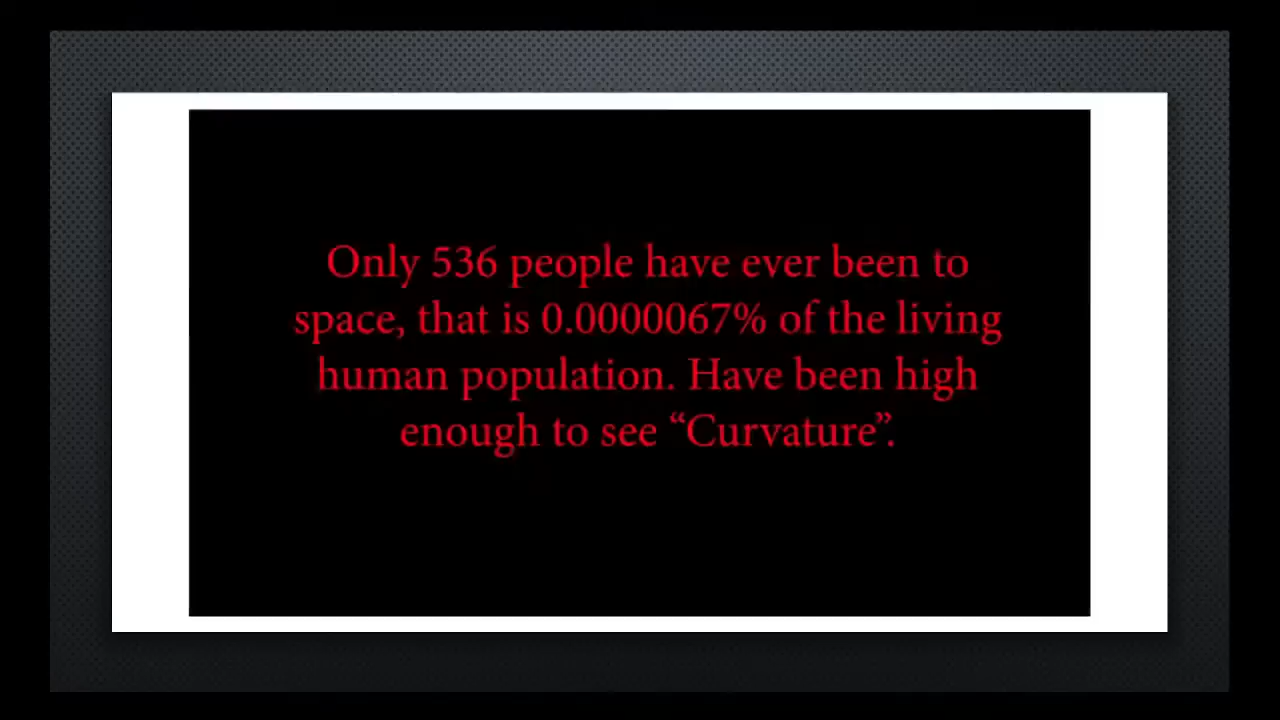 Only 536 people have ever been to
space, that is 0.0000067% of the living
human population. Have been high
enough to see “Curvature”.